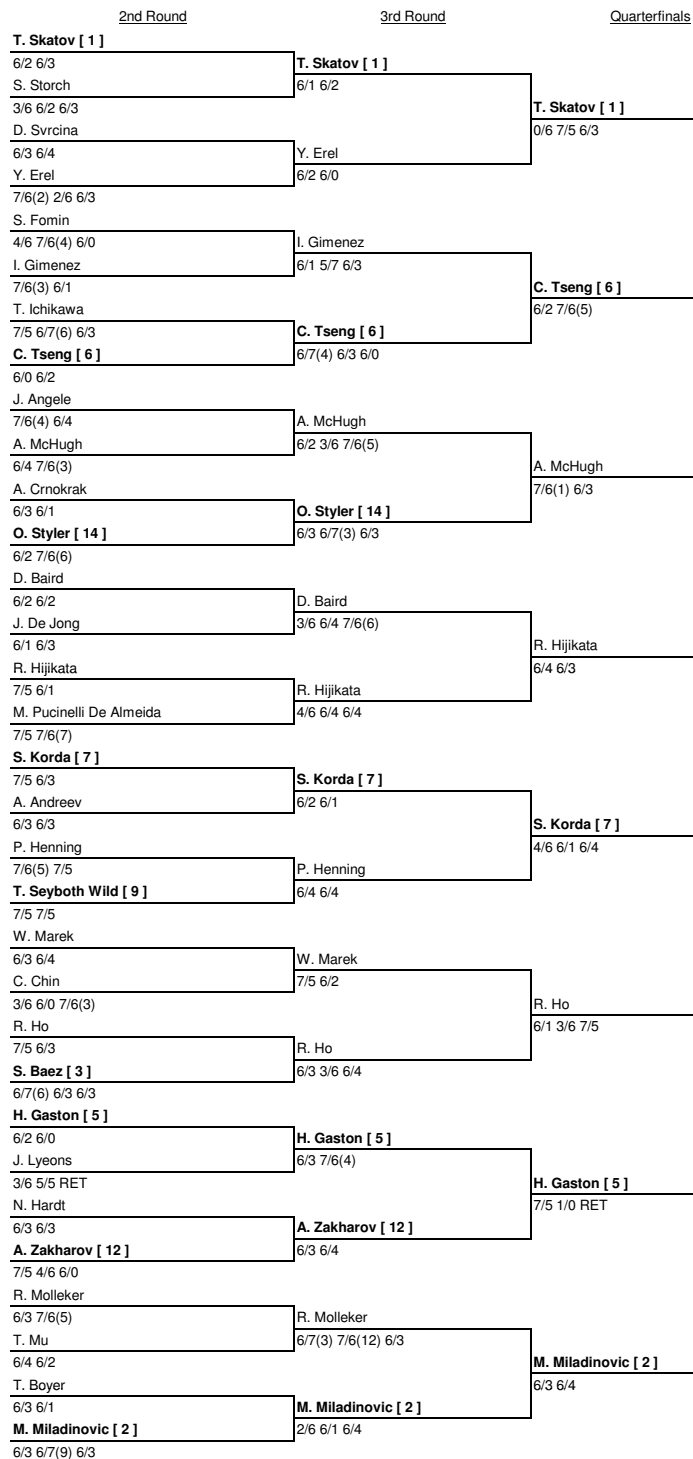 2nd Round 3rd Round Quarterfinals
T. Skatov [ 1 ]
6/2 6/3 T. Skatov [ 1 ]
S. Storch 6/1 6/2
3/6 6/2 6/3 T. Skatov [ 1 ]
D. Svrcina 0/6 7/5 6/3
6/3 6/4 Y. Erel
Y. Erel 6/2 6/0
7/6(2) 2/6 6/3
S. Fomin
4/6 7/6(4) 6/0 I. Gimenez
I. Gimenez 6/1 5/7 6/3
7/6(3) 6/1 C. Tseng [ 6 ]
T. Ichikawa 6/2 7/6(5)
7/5 6/7(6) 6/3 C. Tseng [ 6 ]
C. Tseng [ 6 ] 6/7(4) 6/3 6/0
6/0 6/2
J. Angele
7/6(4) 6/4 A. McHugh
A. McHugh 6/2 3/6 7/6(5)
6/4 7/6(3) A. McHugh
A. Crnokrak 7/6(1) 6/3
6/3 6/1 O. Styler [ 14 ]
O. Styler [ 14 ] 6/3 6/7(3) 6/3
6/2 7/6(6)
D. Baird
6/2 6/2 D. Baird
J. De Jong 3/6 6/4 7/6(6)
6/1 6/3 R. Hijikata
R. Hijikata 6/4 6/3
7/5 6/1 R. Hijikata
M. Pucinelli De Almeida 4/6 6/4 6/4
7/5 7/6(7)
S. Korda [ 7 ]
7/5 6/3 S. Korda [ 7 ]
A. Andreev 6/2 6/1
6/3 6/3 S. Korda [ 7 ]
P. Henning 4/6 6/1 6/4
7/6(5) 7/5 P. Henning
T. Seyboth Wild [ 9 ] 6/4 6/4
7/5 7/5
W. Marek
6/3 6/4 W. Marek
C. Chin 7/5 6/2
3/6 6/0 7/6(3) R. Ho
R. Ho 6/1 3/6 7/5
7/5 6/3 R. Ho
S. Baez [ 3 ] 6/3 3/6 6/4
6/7(6) 6/3 6/3
H. Gaston [ 5 ]
6/2 6/0 H. Gaston [ 5 ]
J. Lyeons 6/3 7/6(4)
3/6 5/5 RET H. Gaston [ 5 ]
N. Hardt 7/5 1/0 RET
6/3 6/3 A. Zakharov [ 12 ]
A. Zakharov [ 12 ] 6/3 6/4
7/5 4/6 6/0
R. Molleker
6/3 7/6(5) R. Molleker
T. Mu 6/7(3) 7/6(12) 6/3
6/4 6/2 M. Miladinovic [ 2 ]
T. Boyer 6/3 6/4
6/3 6/1 M. Miladinovic [ 2 ]
M. Miladinovic [ 2 ] 2/6 6/1 6/4
6/3 6/7(9) 6/3